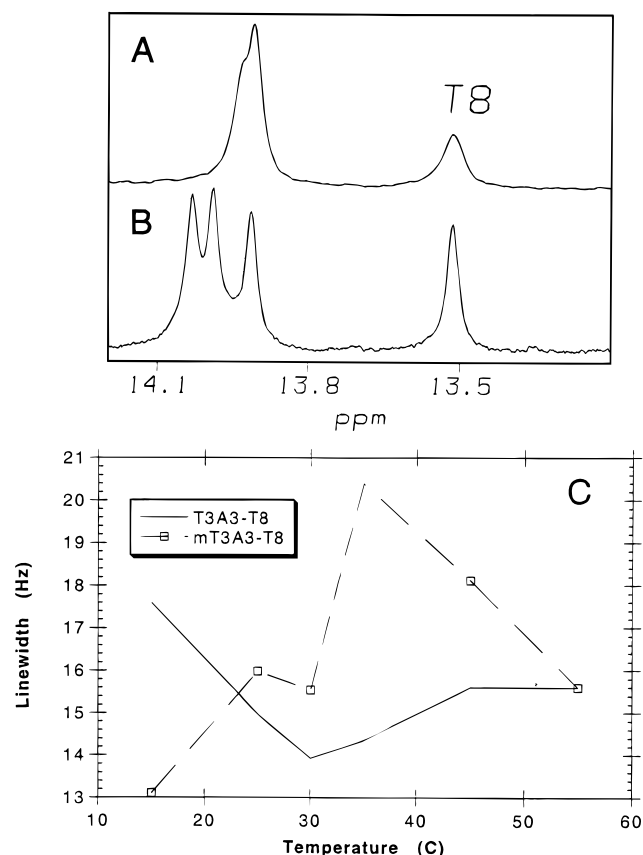 A
T8
B
14.1 13.8 13.5
ppm
C
21
20
19
18
17
16
15
14
13
T3A3-T8
mT3A3-T8
Linewidth (Hz)
10 20 30 40 50 60
Temperature (C)